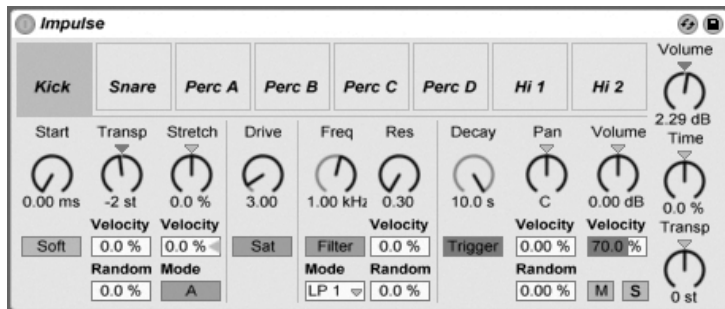 Impulse
Kick Snare Perc A Perc B Perc C Perc D Hi 1 Hi 2
Volume
2.29 dB
Start Transp Stretch Drive Freq Res Decay Pan Volume
Time
0.00 ms -2 st 0.0 % 3.00 1.00 kHz 0.30 10.0 s C 0.00 dB
0.0 %
Velocity Velocity Velocity Velocity Velocity
Transp
Soft 0.0 % 0.0 % Sat Filter 0.0 % Trigger 0.00 % 70.0 %
Random Mode Mode Random Random
0.0 % A LP 1 0.0 % 0.00 % M S
0 st